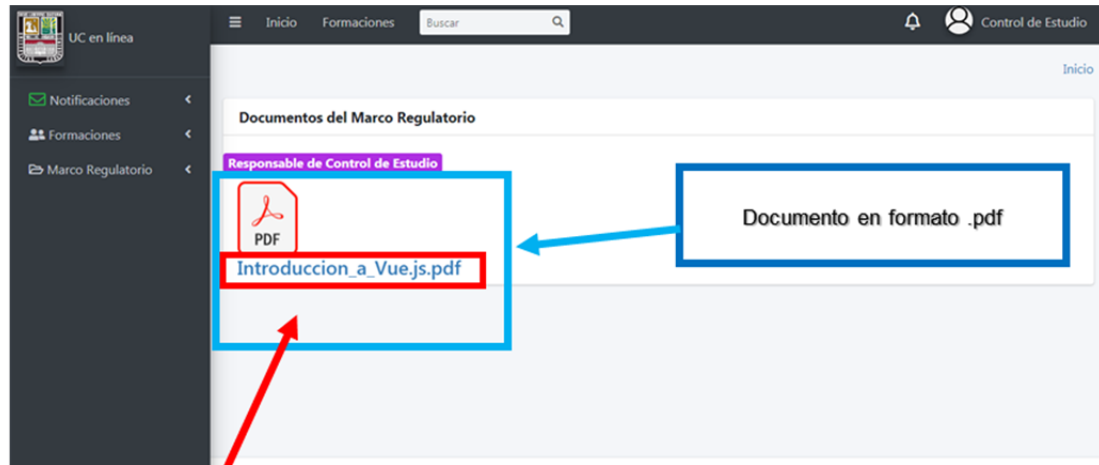 UC en línea
Inicio Formaciones Buscar Control de Estudio
Inicio
Notificaciones
Formaciones
Marco Regulatorio
Documentos del Marco Regulatorio
Responsable de Control de Estudio
PDF
Introduccion_a_Vue.js.pdf
Documento en formato .pdf